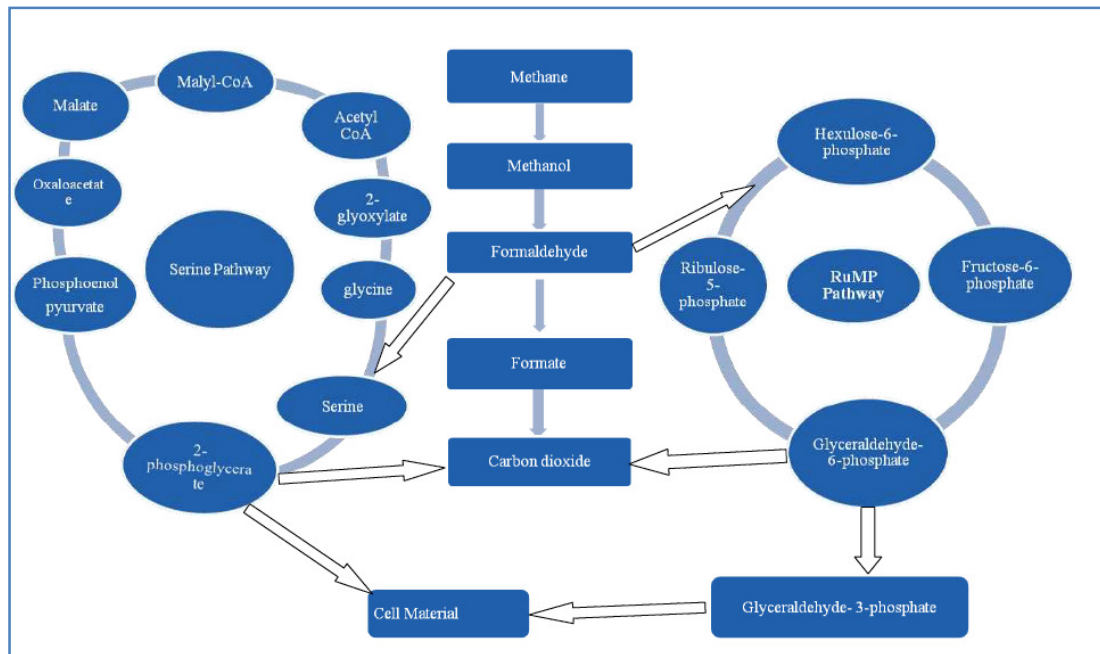 Malyl-CoA
Malate
Acetyl
CoA
Oxaloaceta
e
2-
glyoxylate
Serine Pathway
Phosphoenol
pyurvate
glycine
Serine
2-
phosphoglycera
te
Methane
Methanol
Formaldehyde
Formate
Carbon dioxide
Cell Material
Hexulose-6-
phosphate
Ribulose-
5-
phosphate
RuMP
Pathway
Fructose-6-
phosphate
Glyceraldehyde-
6-phosphate
Glyceraldehyde- 3-phosphate